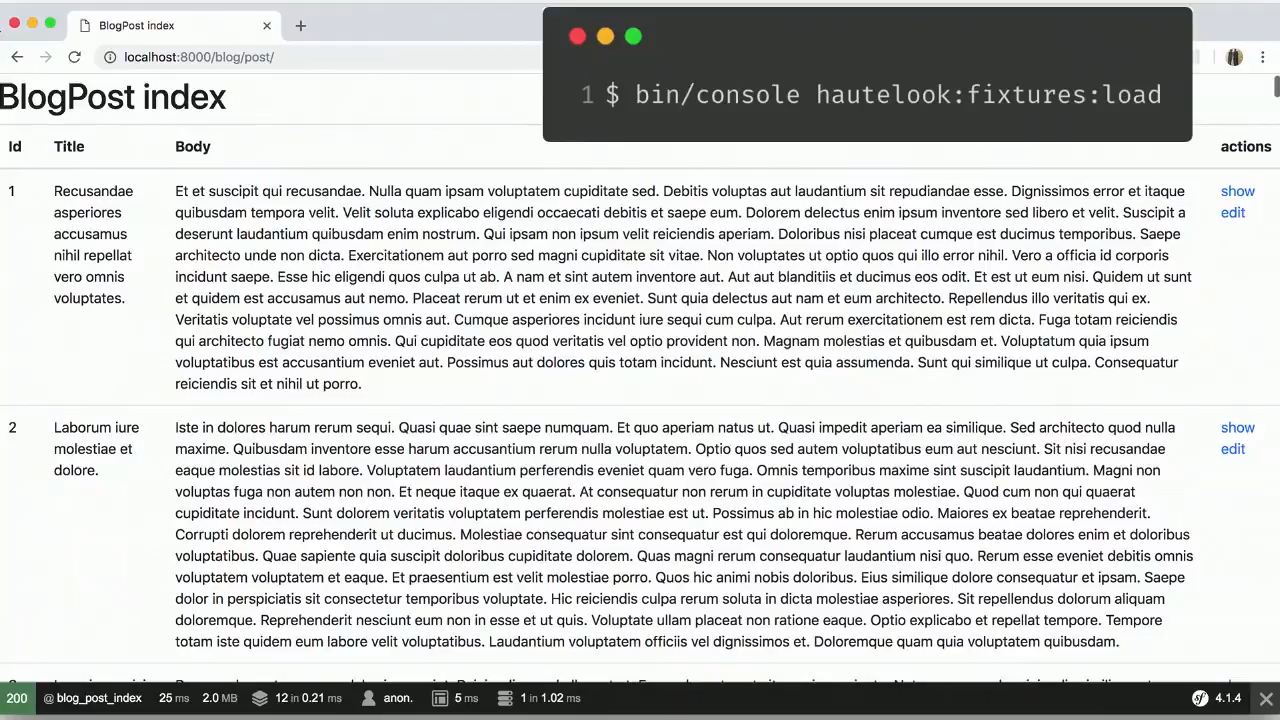 BlogPost index
localhost:8000/blog/post/
1 $ bin/console hautelook:fixtures:load
BlogPost index
Id Title Body actions
1
Recusandae
asperiores
accusamus
nihil repellat
vero omnis
voluptates.
Et et suscipit qui recusandae. Nulla quam ipsam voluptatem cupiditate sed. Debitis voluptas aut laudantium sit repudiandae esse. Dignissimos error et itaque
quibusdam tempora velit. Velit soluta explicabo eligendi occaecati debitis et saepe eum. Dolorem delectus enim ipsum inventore sed libero et velit. Suscipit a
deserunt laudantium quibusdam enim nostrum. Qui ipsam non ipsum velit reiciendis aperiam. Doloribus nisi placeat cumque est ducimus temporibus. Saepe
architecto unde non dicta. Exercitationem aut porro sed magni cupiditate sit vitae. Non voluptates ut optio quos qui illo error nihil. Vero a officia id corporis
incidunt saepe. Esse hic eligendi quos culpa ut ab. A nam et sint autem inventore aut. Aut aut blanditiis et ducimus eos odit. Et est ut eum nisi. Quidem ut sunt
et quidem est accusamus aut nemo. Placeat rerum ut et enim ex eveniet. Sunt quia delectus aut nam et eum architecto. Repellendus illo veritatis qui ex.
Veritatis voluptate vel possimus omnis aut. Cumque asperiores incidunt iure sequi cum culpa. Aut rerum exercitationem est rem dicta. Fuga totam reiciendis
qui architecto fugiat nemo omnis. Qui cupiditate eos quod veritatis vel optio provident non. Magnam molestias et quibusdam et. Voluptatum quia ipsum
voluptatibus est accusantium eveniet aut. Possimus aut dolores quis totam incidunt. Nesciunt est quia assumenda. Sunt qui similique ut culpa. Consequatur
reiciendis sit et nihil ut porro.
show
edit
2
Laborum iure
molestiae et
dolore.
Iste in dolores harum rerum sequi. Quasi quae sint saepe numquam. Et quo aperiam natus ut. Quasi impedit aperiam ea similique. Sed architecto quod nulla
maxime. Quibusdam inventore esse harum accusantium rerum nulla voluptatem. Optio quos sed autem voluptatibus eum aut nesciunt. Sit nisi recusandae
eaque molestias sit id labore. Voluptatem laudantium perferendis eveniet quam vero fuga. Omnis temporibus maxime sint suscipit laudantium. Magni non
voluptas fuga non autem non non. Et neque itaque ex quaerat. At consequatur non rerum in cupiditate voluptas molestiae. Quod cum non qui quaerat
cupiditate incidunt. Sunt dolorem veritatis voluptatem perferendis molestiae est ut. Possimus ab in hic molestiae odio. Maiores ex beatae reprehenderit.
Corrupti dolorem reprehenderit ut ducimus. Molestiae consequatur sint consequatur est qui doloremque. Rerum accusamus beatae dolores enim et doloribus
voluptatibus. Quae sapiente quia suscipit doloribus cupiditate dolorem. Quas magni rerum consequatur laudantium nisi quo. Rerum esse eveniet debitis omnis
voluptatem voluptatem et eaque. Et praesentium est velit molestiae porro. Quos hic animi nobis doloribus. Eius similique dolore consequatur et ipsam. Saepe
dolor in perspiciatis sit consectetur temporibus voluptate. Hic reiciendis culpa rerum soluta in dicta molestiae asperiores. Sit repellendus dolorum aliquam
doloremque. Reprehenderit nesciunt eum non in esse et ut quis. Voluptate ullam placeat non ratione eaque. Optio explicabo et repellat tempore. Tempore
totam iste quidem eum labore velit voluptatibus. Laudantium voluptatem officiis vel dignissimos et. Doloremque quam quia voluptatem quibusdam.
show
edit
200 @ blog_post_index 25 ms 2.0 MB 12 in 0.21 ms anon. 5 ms 1 in 1.02 ms sf 4.1.4